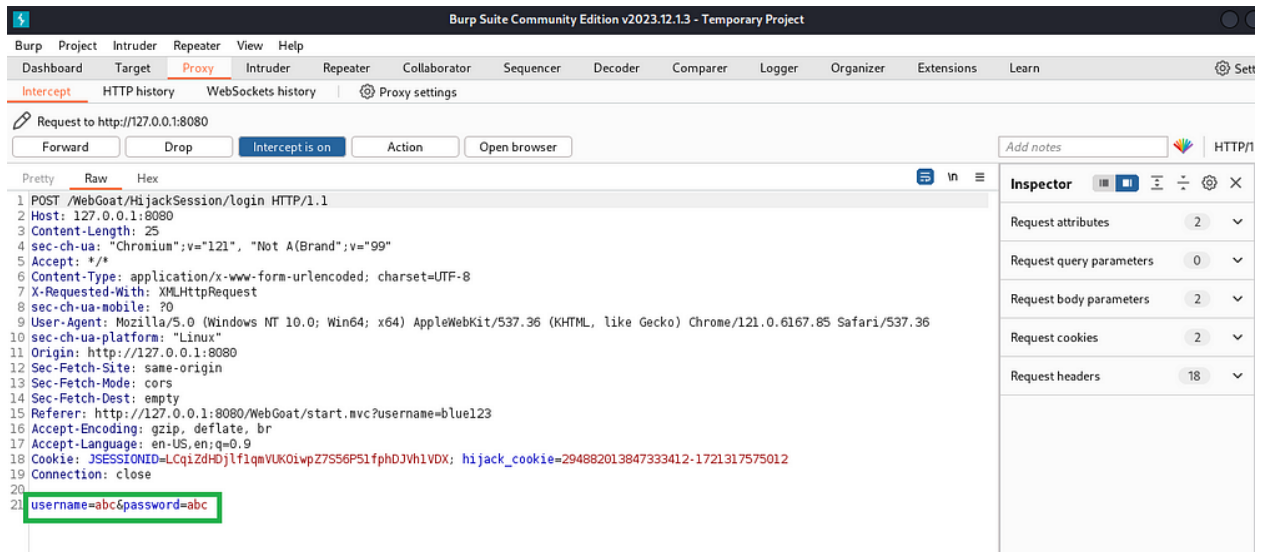 Burp Suite Community Edition v2023.12.1.3 - Temporary Project
Burp Project Intruder Repeater View Help
Dashboard Target Proxy Intruder Repeater Collaborator Sequencer Decoder Comparer Logger Organizer Extensions Learn Sett
Intercept HTTP history WebSockets history Proxy settings
Request to http://127.0.0.1:8080
Forward Drop Intercept is on Action Open browser Add notes HTTP/1
Pretty Raw Hex \n Inspector
1 POST /WebGoat/HijackSession/login HTTP/1.1
2 Host: 127.0.0.1:8080
3 Content-Length: 25
4 sec-ch-ua: "Chromium";v="121", "Not A(Brand";v="99"
5 Accept: */*
6 Content-Type: application/x-www-form-urlencoded; charset=UTF-8
7 X-Requested-With: XMLHttpRequest
8 sec-ch-ua-mobile: ?0
9 User-Agent: Mozilla/5.0 (Windows NT 10.0; Win64; x64) AppleWebKit/537.36 (KHTML, like Gecko) Chrome/121.0.6167.85 Safari/537.36
10 sec-ch-ua-platform: "Linux"
11 Origin: http://127.0.0.1:8080
12 Sec-Fetch-Site: same-origin
13 Sec-Fetch-Mode: cors
14 Sec-Fetch-Dest: empty
15 Referer: http://127.0.0.1:8080/WebGoat/start.mvc?username=blue123
16 Accept-Encoding: gzip, deflate, br
17 Accept-Language: en-US,en;q=0.9
18 Cookie: JSESSIONID=LCqiZdHDjlf1qmVUKOiwpZ7S56P51fphDJVh1VDX; hijack_cookie=294882013847333412-1721317575012
19 Connection: close
20
21 username=abc&password=abc
Request attributes 2
Request query parameters 0
Request body parameters 2
Request cookies 2
Request headers 18